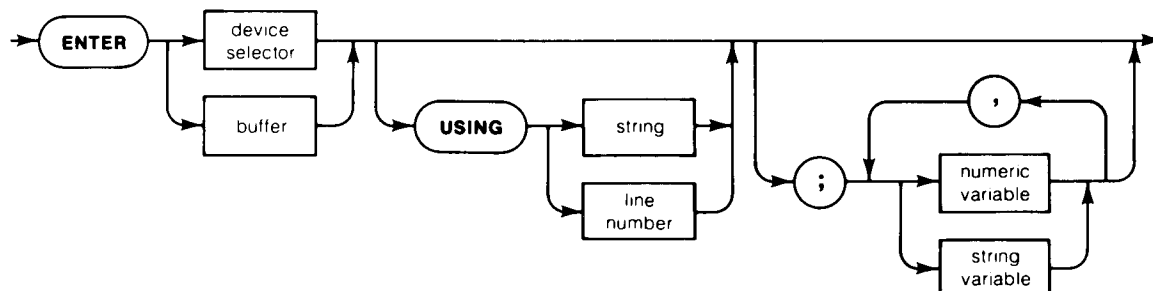 ENTER
device
selector
buffer
USING
string
line
number
;
,
numeric
variable
string
variable